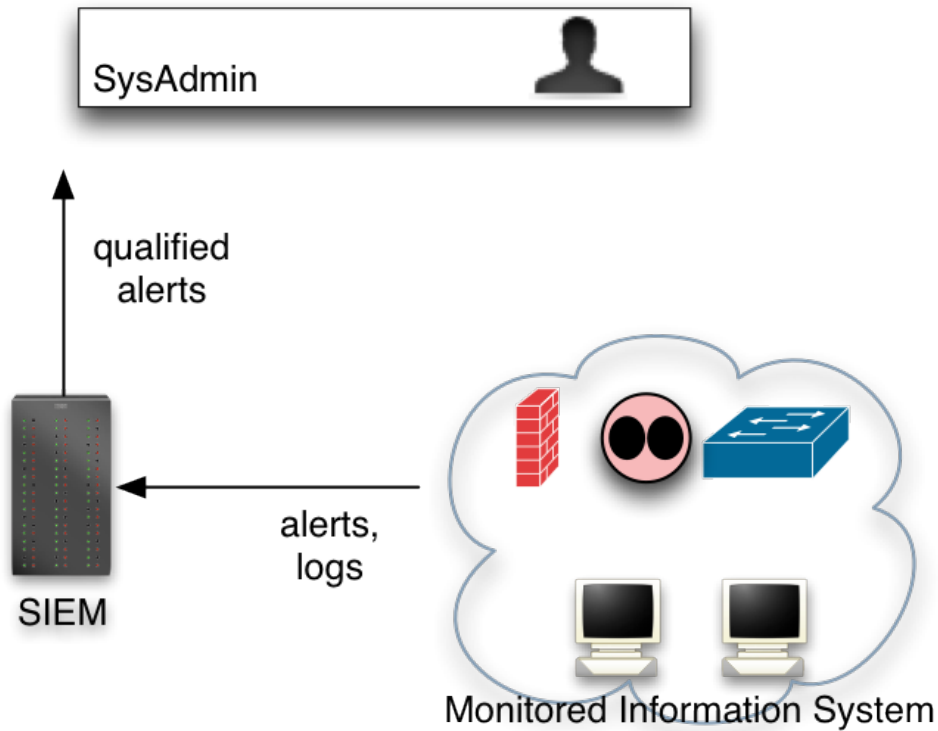 SysAdmin
qualified
alerts
alerts,
logs
SIEM
Monitored Information System